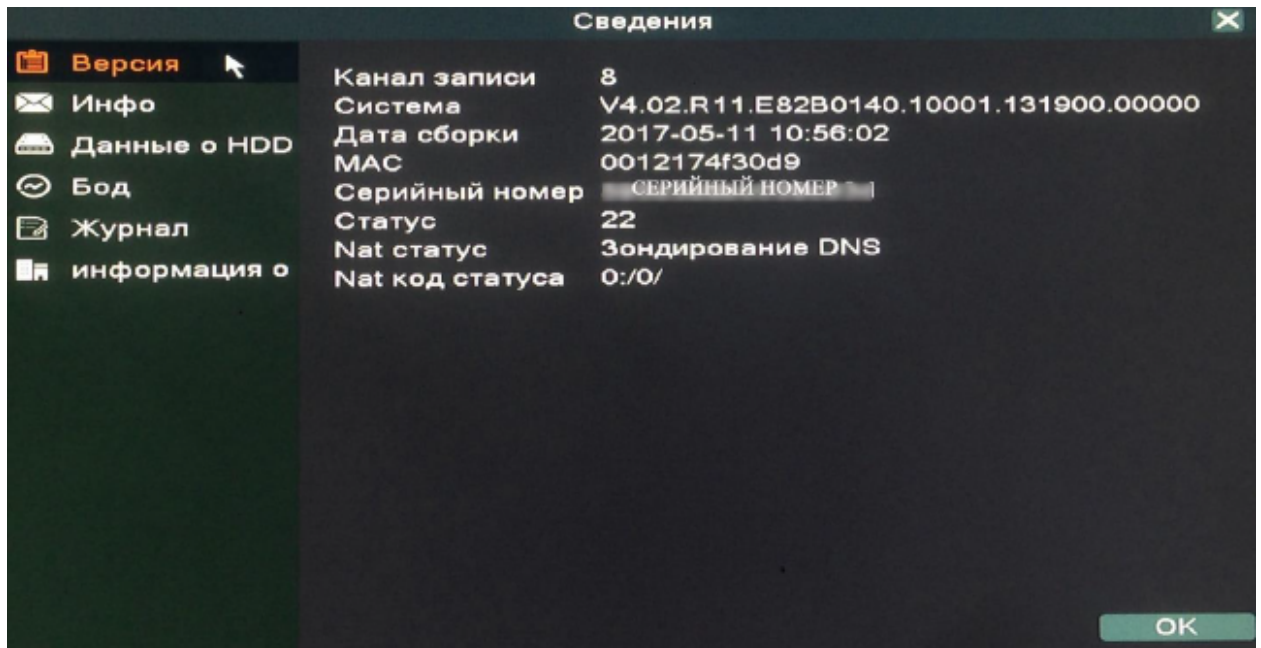 Сведения
Версия
Инфо
Данные о HDD
Бод
Журнал
информация о
Канал записи 8
Система V4.02.R11.E82B0140.10001.131900.00000
Дата сборки 2017-05-11 10:56:02
MAC 0012174f30d9
Серийный номер СЕРИЙНЫЙ НОМЕР
Статус 22
Nat статус Зондирование DNS
Nat код статуса 0:/0/
OK